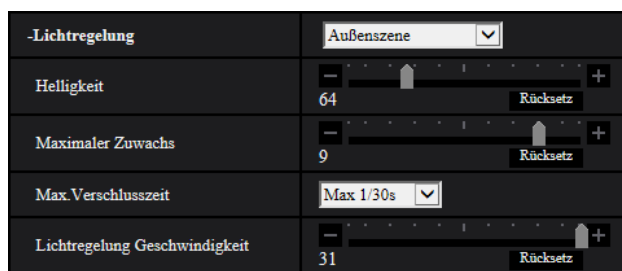 -Lichtregelung Außenszene
Helligkeit
64 Rücksetz
Maximaler Zuwachs
9 Rücksetz
Max.Verschlusszeit Max 1/30s
Lichtregelung Geschwindigkeit
31 Rücksetz